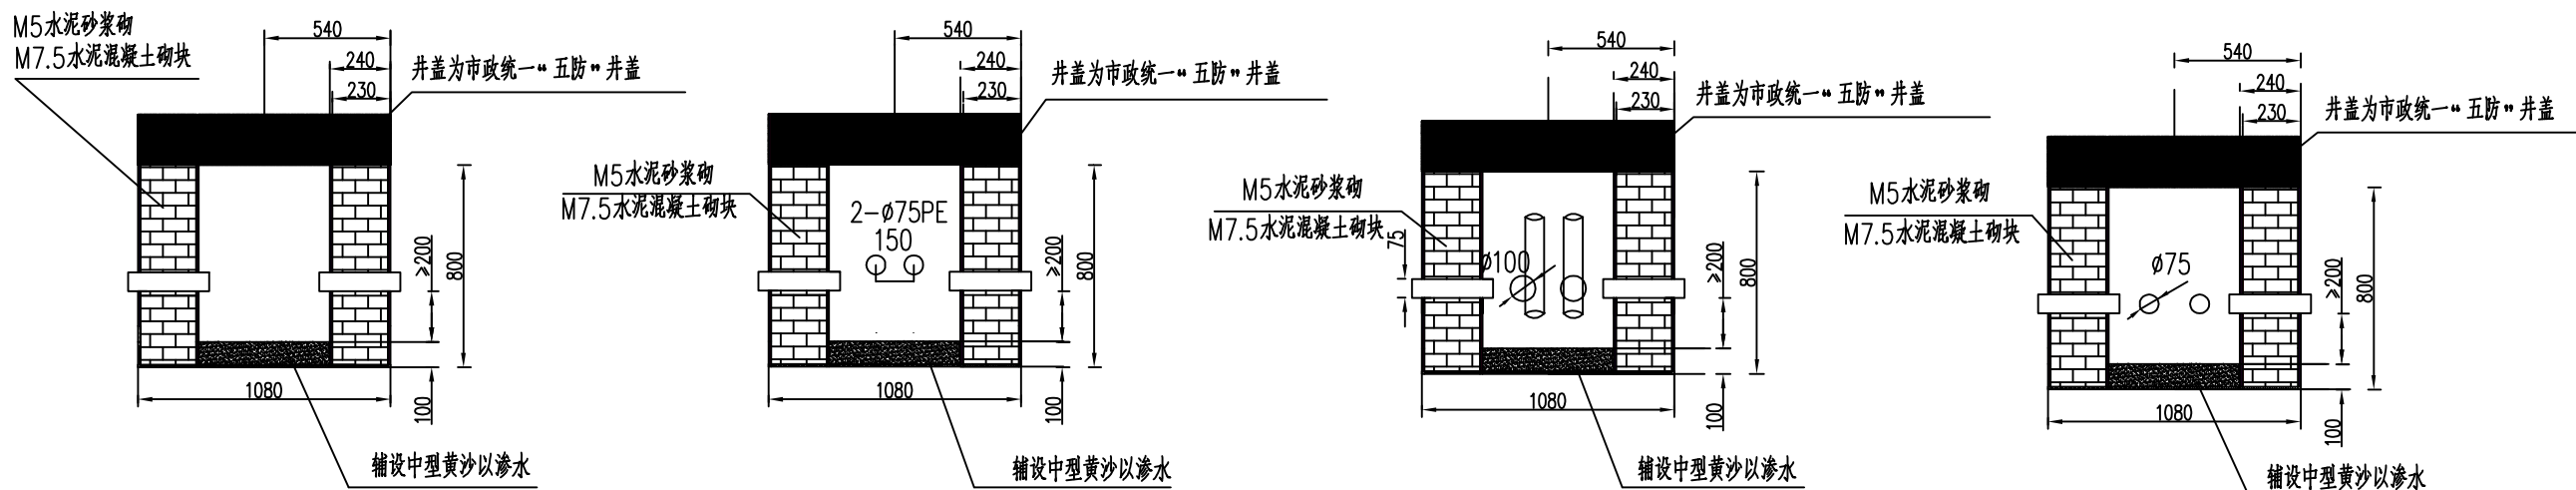 M5水泥砂浆砌
M7.5水泥混凝土砌块
540
240
230
井盖为市政统一“五防”井盖
≥200
800
1080
100
辅设中型黄沙以渗水
540
240
230
井盖为市政统一“五防”井盖
M5水泥砂浆砌
M7.5水泥混凝土砌块
2-ø75PE
150
≥200
800
1080
100
辅设中型黄沙以渗水
540
240
230
井盖为市政统一“五防”井盖
M5水泥砂浆砌
M7.5水泥混凝土砌块
75
ø100
≥200
800
1080
100
辅设中型黄沙以渗水
540
240
230
井盖为市政统一“五防”井盖
M5水泥砂浆砌
M7.5水泥混凝土砌块
ø75
≥200
800
1080
100
辅设中型黄沙以渗水